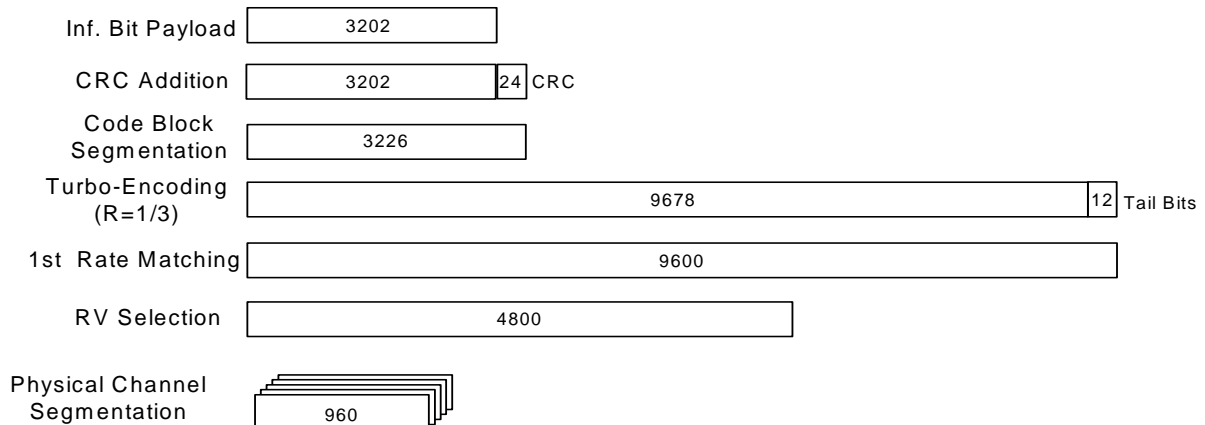 Inf. Bit Payload 3202
CRC Addition 3202 24 CRC
Code Block
Segmentation 3226
Turbo-Encoding
(R=1/3) 9678 12 Tail Bits
1st Rate Matching 9600
RV Selection 4800
Physical Channel
Segmentation 960